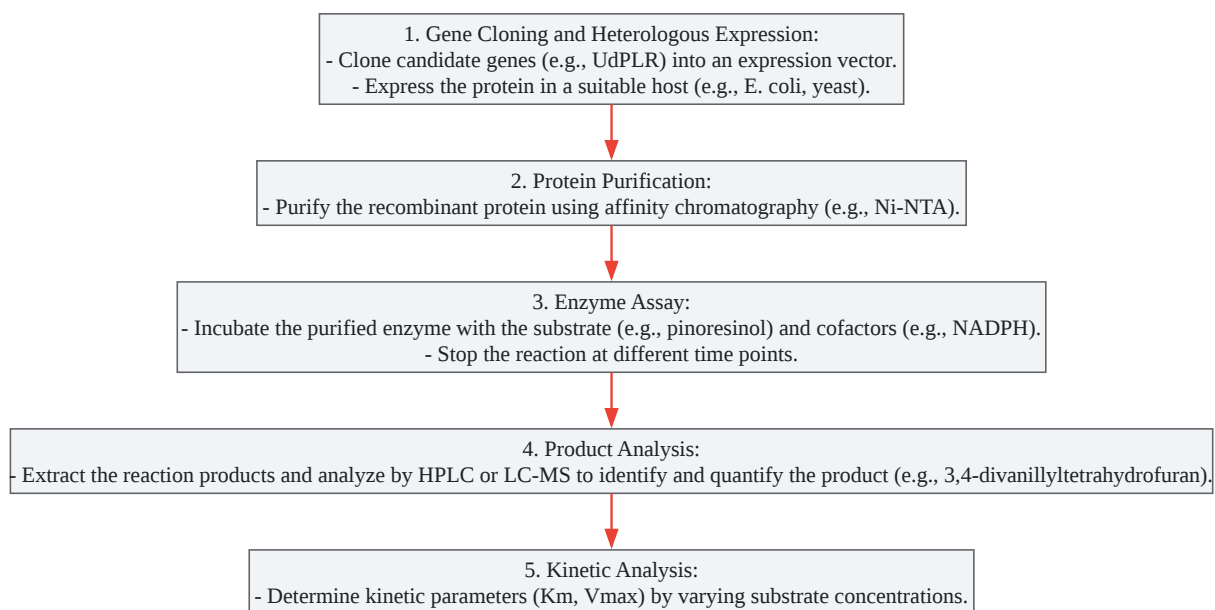 1. Gene Cloning and Heterologous Expression:
- Clone candidate genes (e.g., UdPLR) into an expression vector.
- Express the protein in a suitable host (e.g., E. coli, yeast).
2. Protein Purification:
- Purify the recombinant protein using affinity chromatography (e.g., Ni-NTA).
3. Enzyme Assay:
- Incubate the purified enzyme with the substrate (e.g., pinoresinol) and cofactors (e.g., NADPH).
- Stop the reaction at different time points.
4. Product Analysis:
- Extract the reaction products and analyze by HPLC or LC-MS to identify and quantify the product (e.g., 3,4-divanillyltetrahydrofuran).
5. Kinetic Analysis:
- Determine kinetic parameters (Km, Vmax) by varying substrate concentrations.